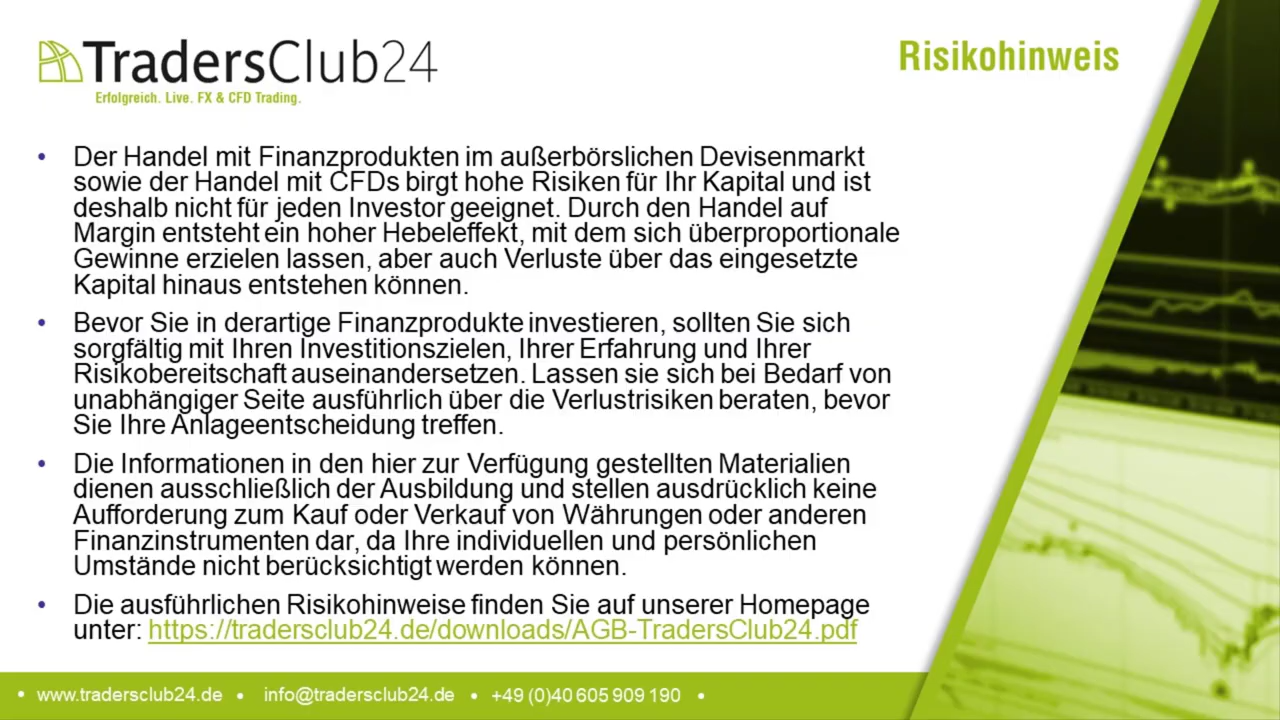 TradersClub24
Erfolgreich. Live. FX & CFD Trading.
Risikohinweis
• Der Handel mit Finanzprodukten im außerbörslichen Devisenmarkt
sowie der Handel mit CFDs birgt hohe Risiken für Ihr Kapital und ist
deshalb nicht für jeden Investor geeignet. Durch den Handel auf
Margin entsteht ein hoher Hebeleffekt, mit dem sich überproportionale
Gewinne erzielen lassen, aber auch Verluste über das eingesetzte
Kapital hinaus entstehen können.
• Bevor Sie in derartige Finanzprodukte investieren, sollten Sie sich
sorgfältig mit Ihren Investitionszielen, Ihrer Erfahrung und Ihrer
Risikobereitschaft auseinandersetzen. Lassen sie sich bei Bedarf von
unabhängiger Seite ausführlich über die Verlustrisiken beraten, bevor
Sie Ihre Anlageentscheidung treffen.
• Die Informationen in den hier zur Verfügung gestellten Materialien
dienen ausschließlich der Ausbildung und stellen ausdrücklich keine
Aufforderung zum Kauf oder Verkauf von Währungen oder anderen
Finanzinstrumenten dar, da Ihre individuellen und persönlichen
Umstände nicht berücksichtigt werden können.
• Die ausführlichen Risikohinweise finden Sie auf unserer Homepage
unter: https://tradersclub24.de/downloads/AGB-TradersClub24.pdf
• www.tradersclub24.de • info@tradersclub24.de • +49 (0)40 605 909 190 •